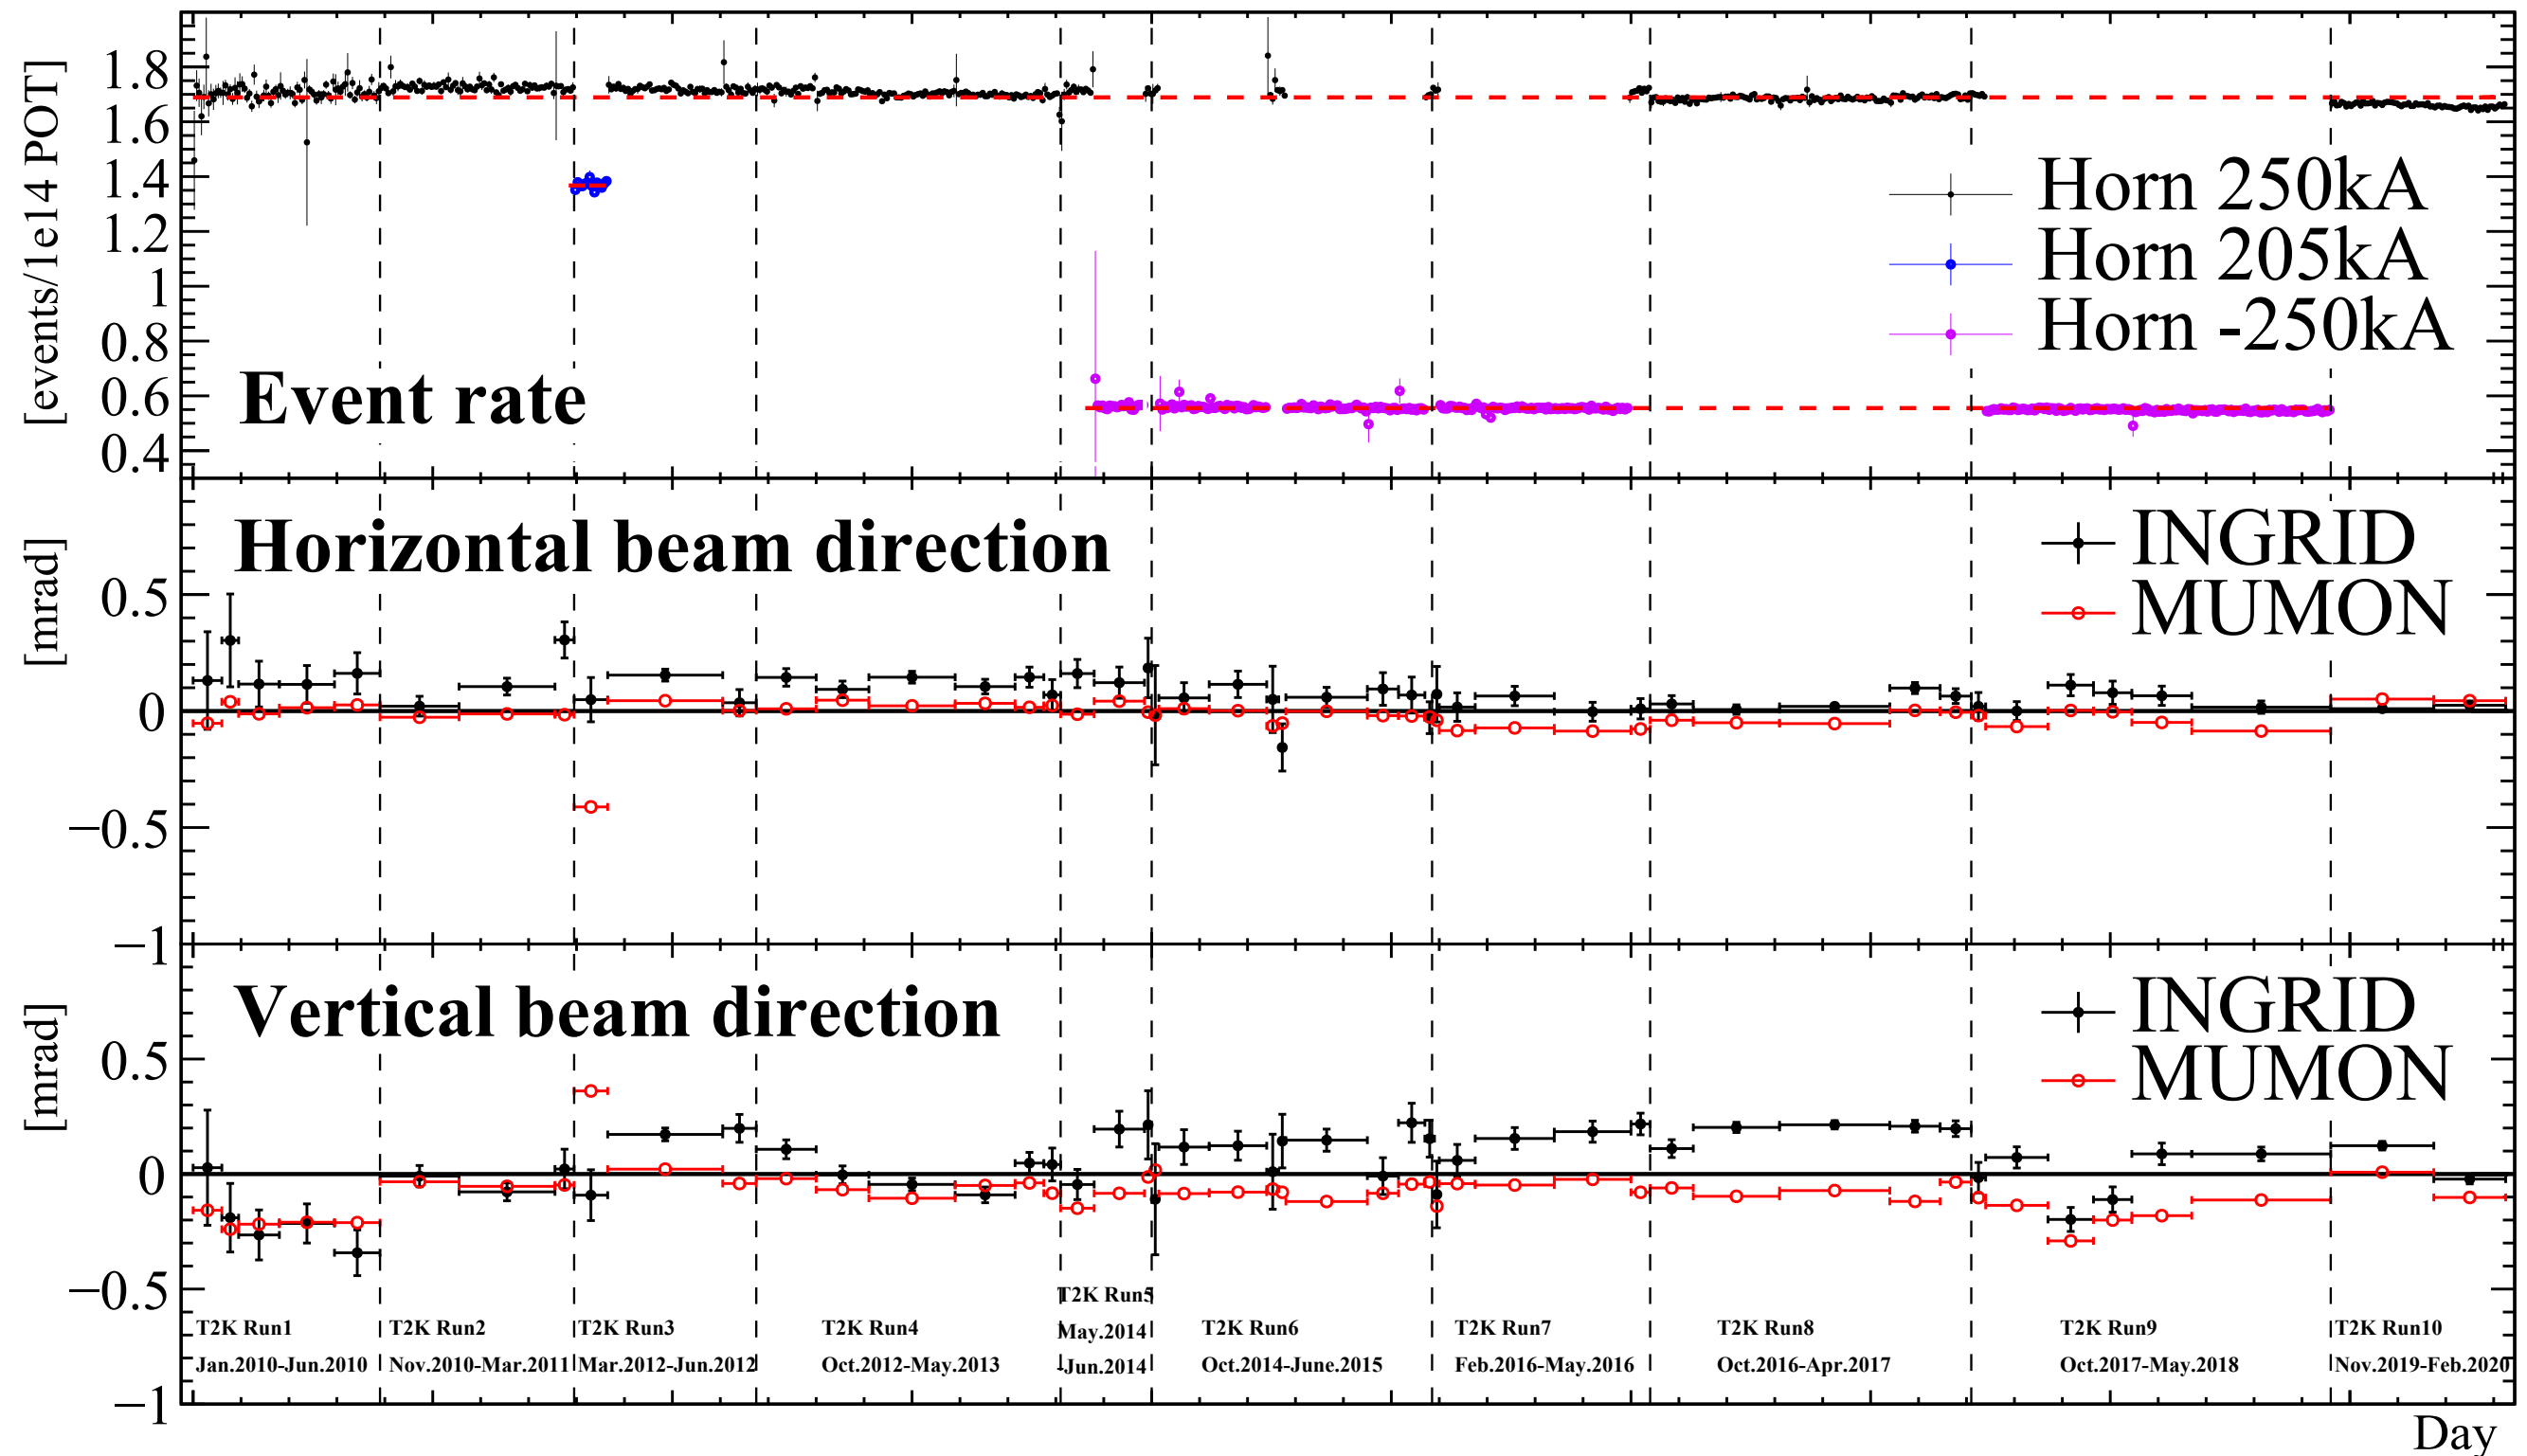 [events/1e14 POT]
1.8
1.6
1.4
1.2
1
0.8
0.6
0.4
Horn 250kA
Horn 205kA
Horn -250kA
Event rate
[mrad]
Horizontal beam direction
INGRID
MUMON
0.5
0
−0.5
−1
[mrad]
Vertical beam direction
INGRID
MUMON
0.5
0
−0.5
−1
T2K Run1
Jan.2010-Jun.2010
T2K Run2
Nov.2010-Mar.2011
T2K Run3
Mar.2012-Jun.2012
T2K Run4
Oct.2012-May.2013
T2K Run5
May.2014
-Jun.2014
T2K Run6
Oct.2014-June.2015
T2K Run7
Feb.2016-May.2016
T2K Run8
Oct.2016-Apr.2017
T2K Run9
Oct.2017-May.2018
T2K Run10
Nov.2019-Feb.2020
Day